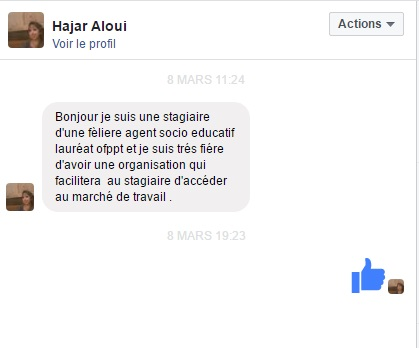 Hajar Aloui
Voir le profil
Actions
8 MARS 11:24
Bonjour je suis une stagiaire
d'une fèliere agent socio educatif
lauréat ofppt et je suis trés fiére
d'avoir une organisation qui
facilitera au stagiaire d'accéder
au marché de travail .
8 MARS 19:23